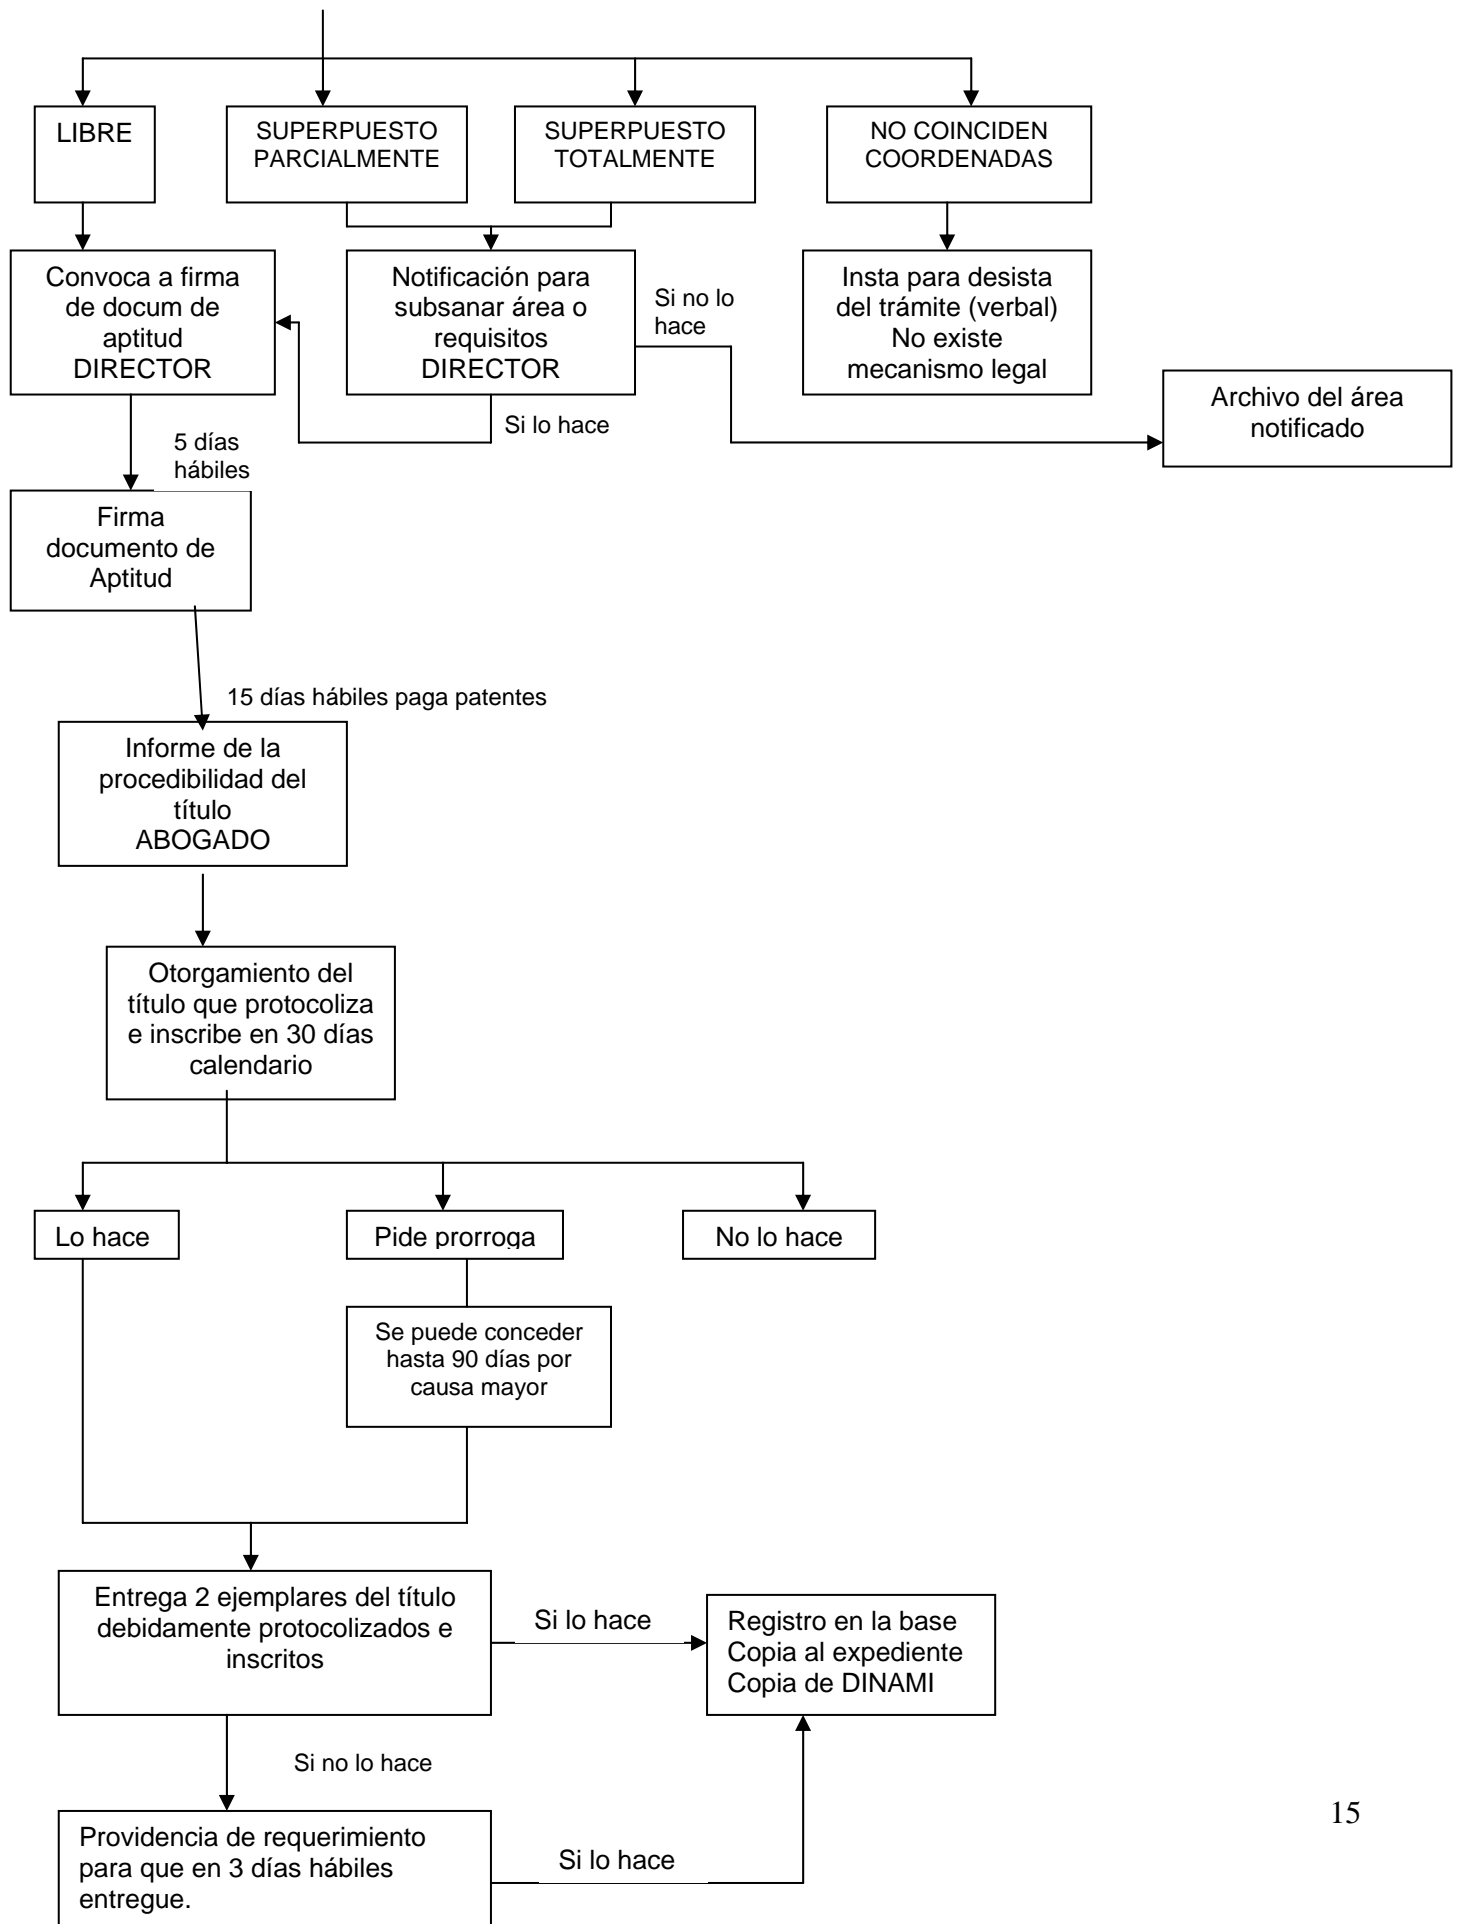 LIBRE
SUPERPUESTO
PARCIALMENTE
SUPERPUESTO
TOTALMENTE
NO COINCIDEN
COORDENADAS
Convoca a firma
de docum de
aptitud
DIRECTOR
Notificación para
subsanar área o
requisitos
DIRECTOR
Si no lo
hace
Insta para desista
del trámite (verbal)
No existe
mecanismo legal
Archivo del área
notificado
Si lo hace
5 días
hábiles
Firma
documento de
Aptitud
15 días hábiles paga patentes
Informe de la
procedibilidad del
título
ABOGADO
Otorgamiento del
título que protocoliza
e inscribe en 30 días
calendario
Lo hace
Pide prorroga
No lo hace
Se puede conceder
hasta 90 días por
causa mayor
Entrega 2 ejemplares del título
debidamente protocolizados e
inscritos
Si lo hace
Registro en la base
Copia al expediente
Copia de DINAMI
Si no lo hace
Providencia de requerimiento
para que en 3 días hábiles
entregue.
Si lo hace
15